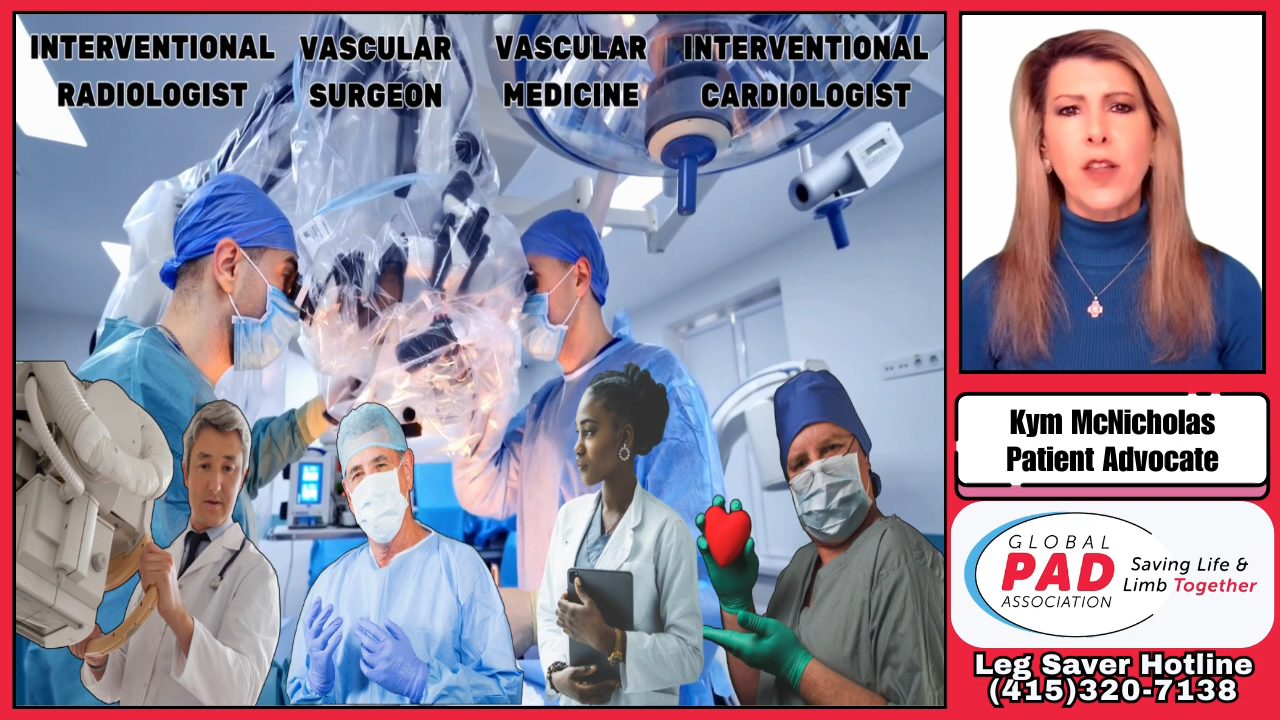 INTERVENTIONAL
RADIOLOGIST
VASCULAR
SURGEON
VASCULAR
MEDICINE
INTERVENTIONAL
CARDIOLOGIST
Kym McNicholas
Patient Advocate
GLOBAL
PAD
ASSOCIATION
Saving Life &
Limb Together
Leg Saver Hotline
(415)320-7138